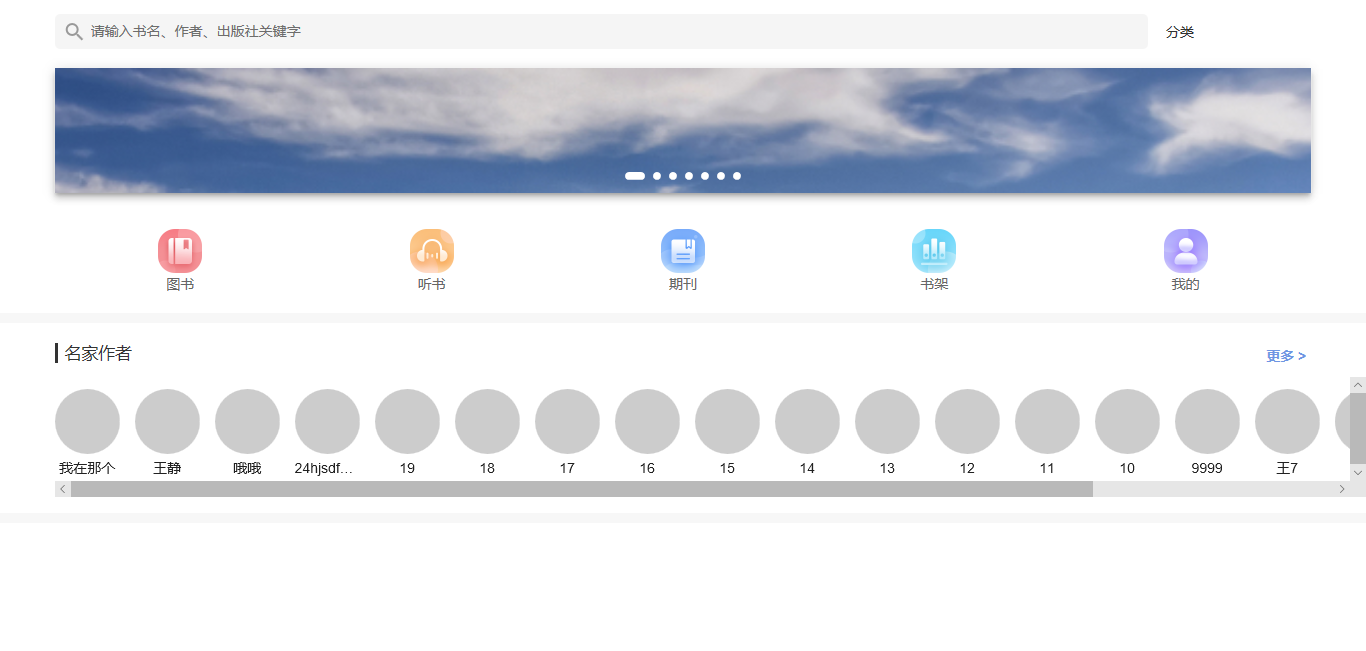 请输入书名、作者、出版社关键字
分类
图书
听书
期刊
书架
我的
名家作者
更多 >
我在那个
王静
哦哦
24hjsdf...
19
18
17
16
15
14
13
12
11
10
9999
王7